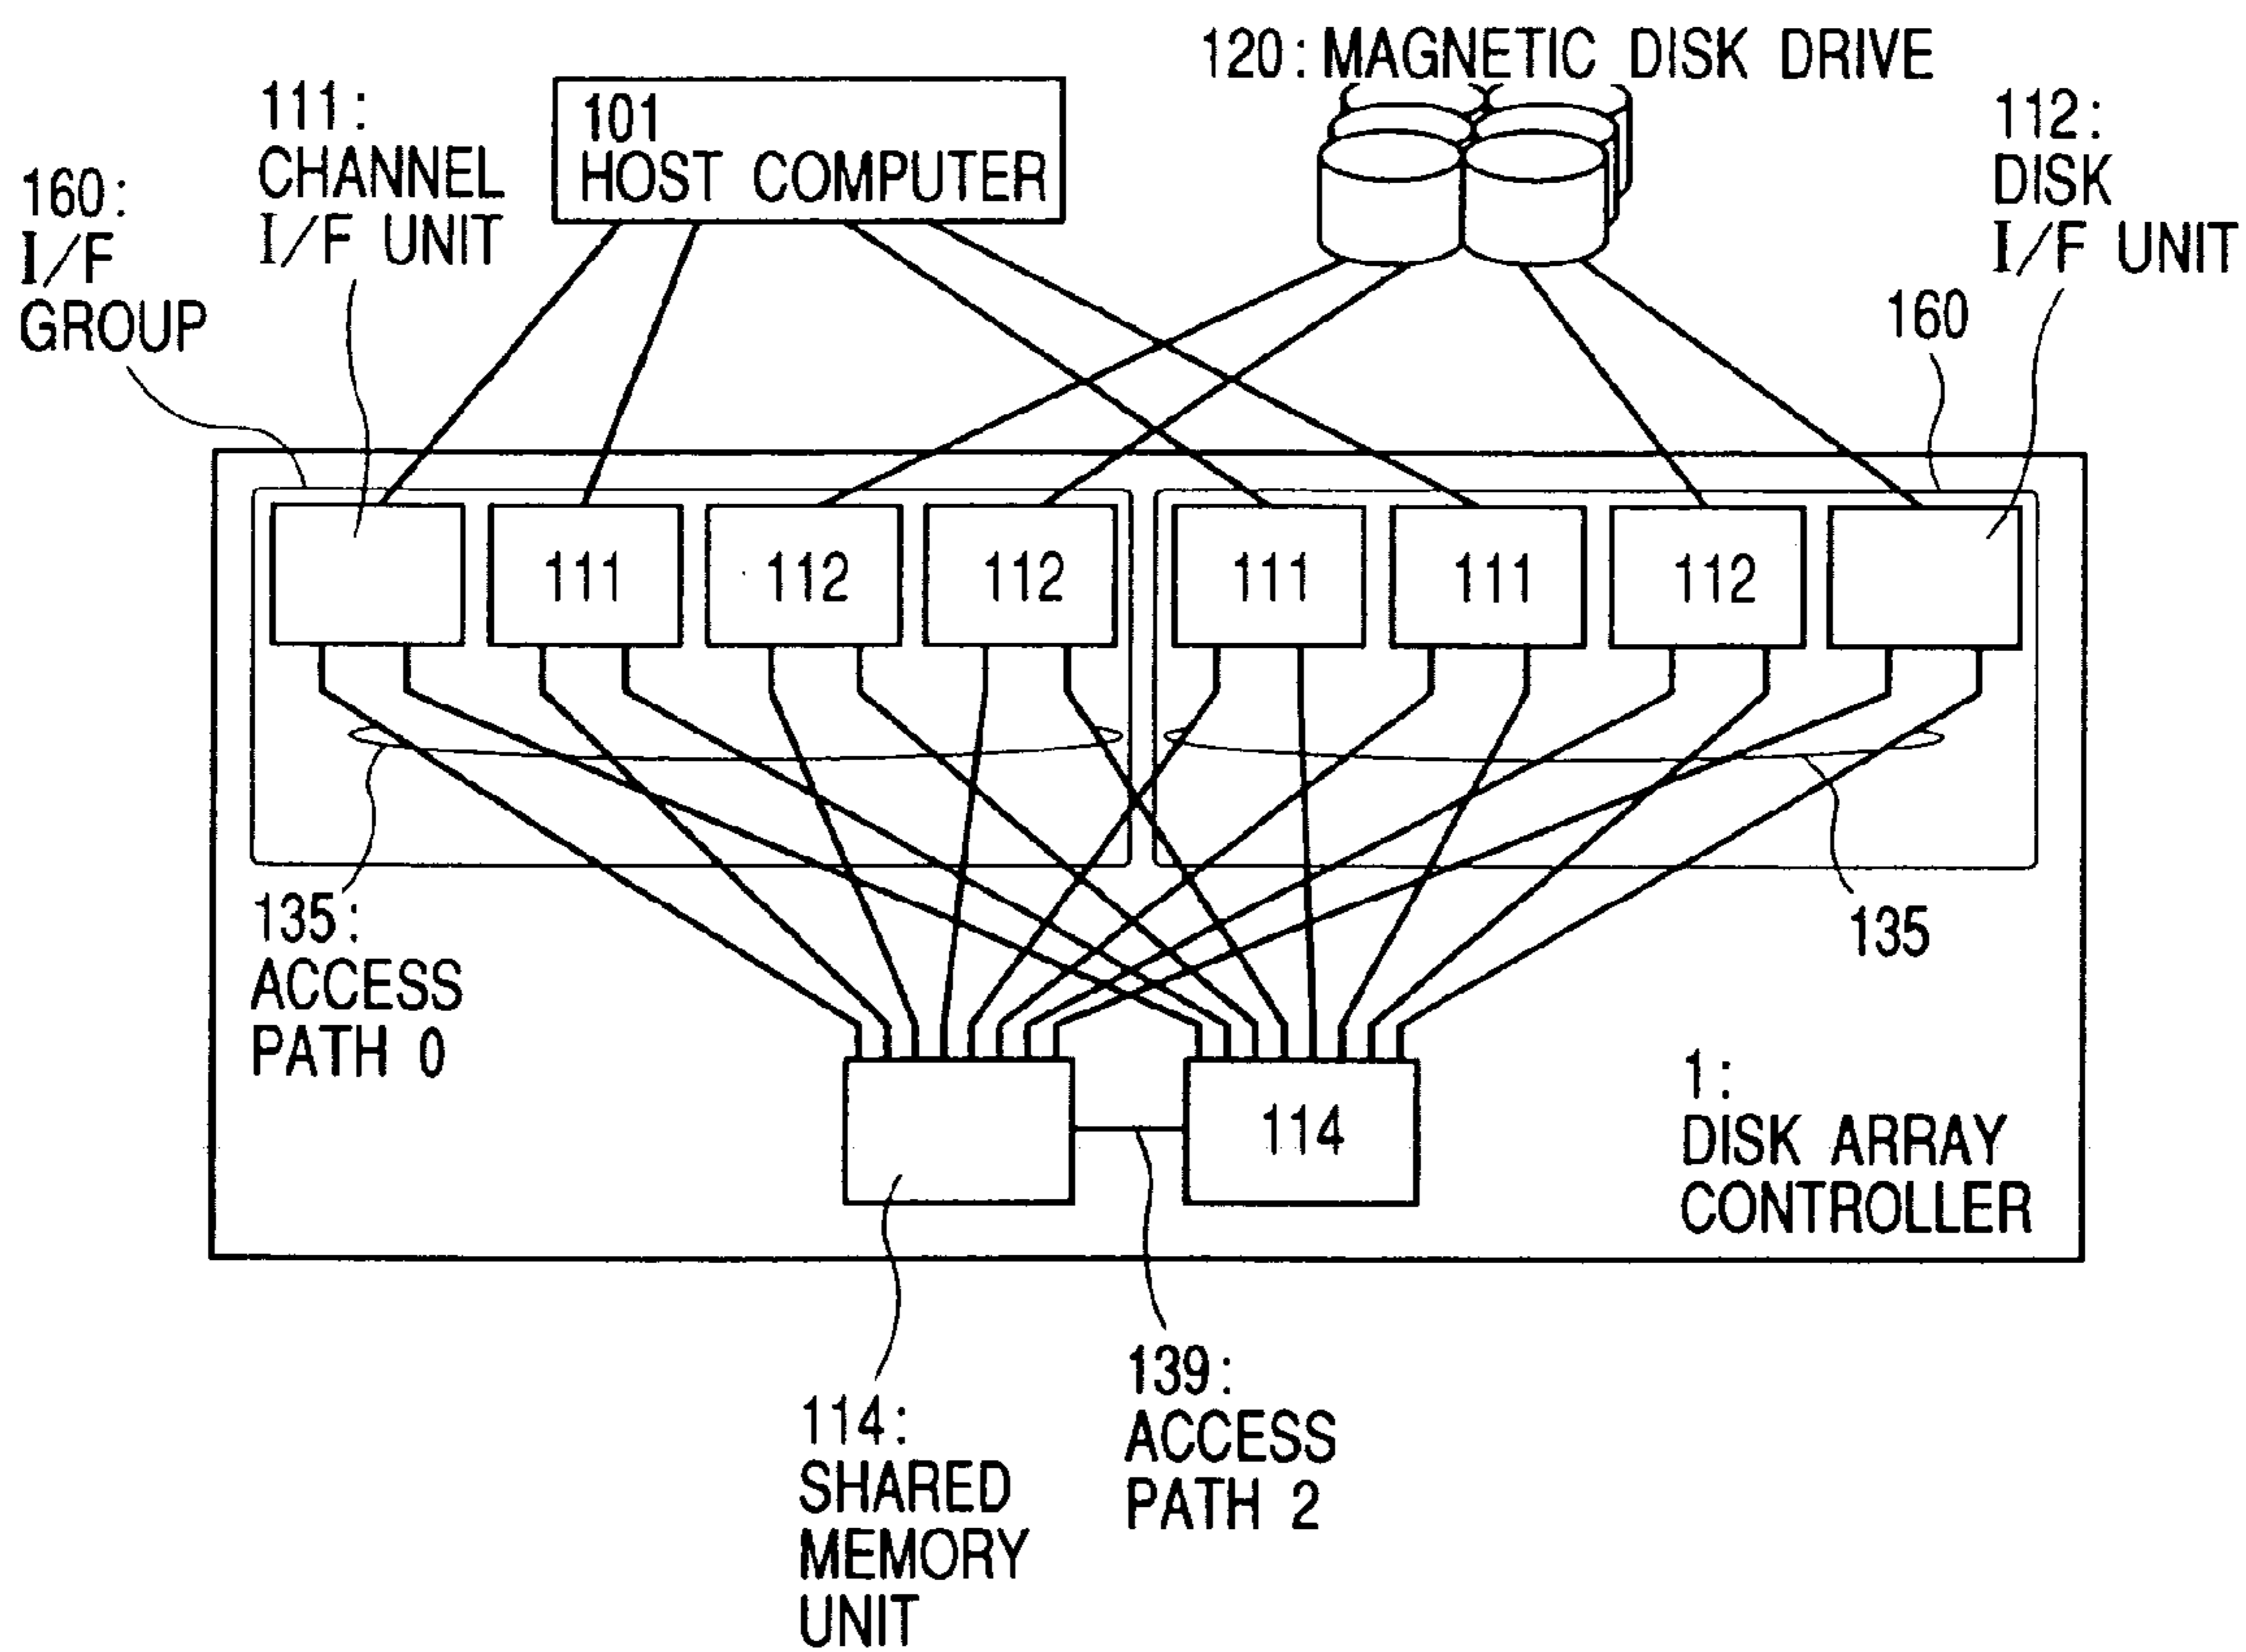 120: MAGNETIC DISK DRIVE
111:
CHANNEL
I/F UNIT
101
HOST COMPUTER
112:
DISK
I/F UNIT
160:
I/F
GROUP
160
111
112
112
111
111
112
135:
ACCESS
PATH 0
135
114
1:
DISK ARRAY
CONTROLLER
114:
SHARED
MEMORY
UNIT
139:
ACCESS
PATH 2